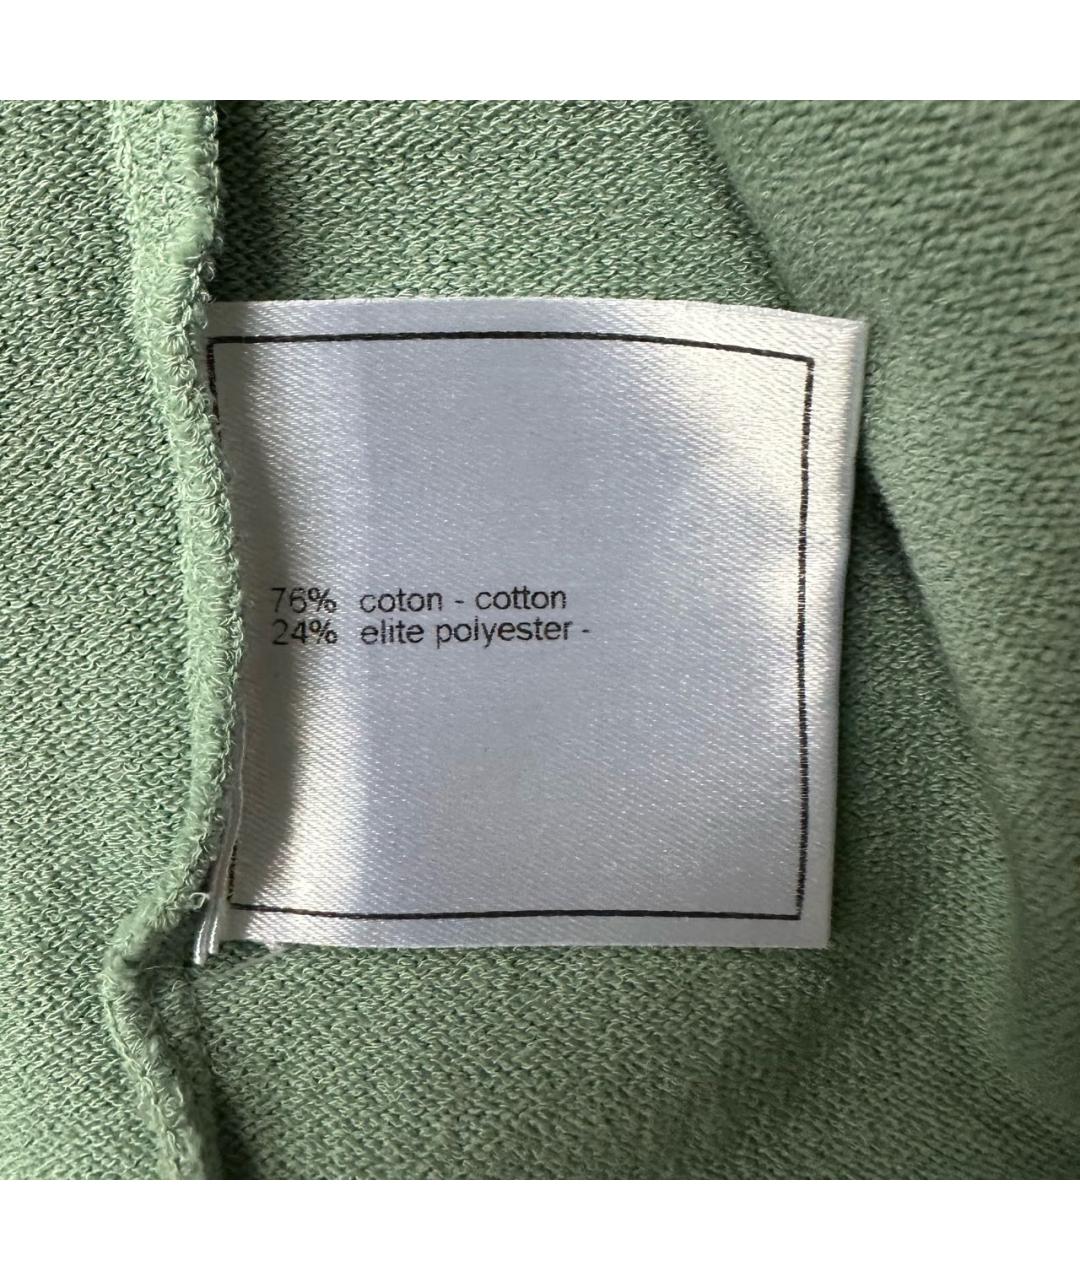 76% coton - cotton
24% elite polyester -